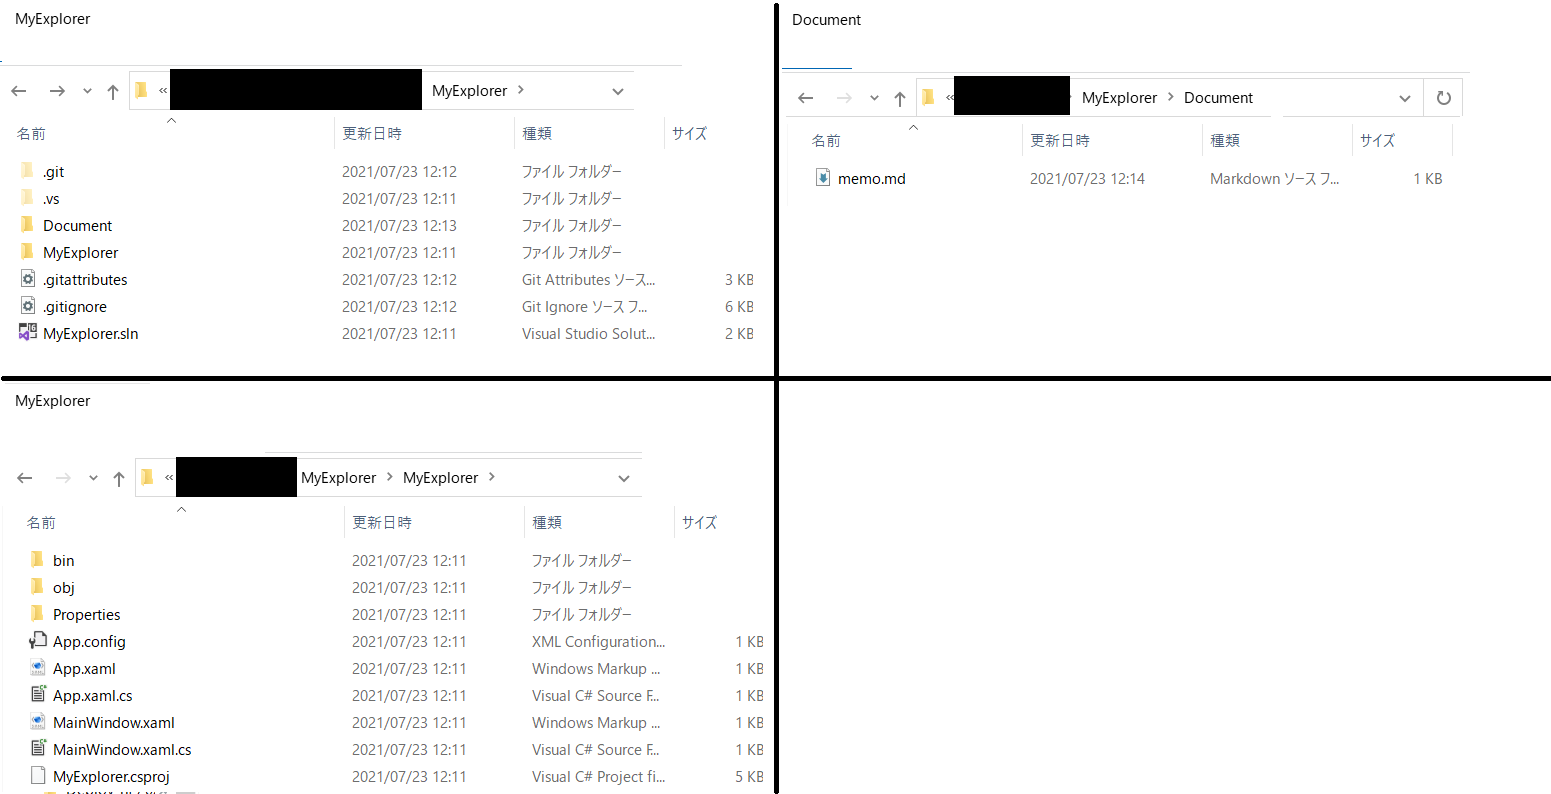 MyExplorer
« MyExplorer >
名前 更新日時 種類 サイズ
.git 2021/07/23 12:12 ファイル フォルダー
.vs 2021/07/23 12:11 ファイル フォルダー
Document 2021/07/23 12:13 ファイル フォルダー
MyExplorer 2021/07/23 12:11 ファイル フォルダー
.gitattributes 2021/07/23 12:12 Git Attributes ソース... 3 KB
.gitignore 2021/07/23 12:12 Git Ignore ソース フ... 6 KB
MyExplorer.sln 2021/07/23 12:11 Visual Studio Solut... 2 KB
Document
« MyExplorer > Document
名前 更新日時 種類 サイズ
memo.md 2021/07/23 12:14 Markdown ソース フ... 1 KB
MyExplorer
« MyExplorer > MyExplorer >
名前 更新日時 種類 サイズ
bin 2021/07/23 12:11 ファイル フォルダー
obj 2021/07/23 12:11 ファイル フォルダー
Properties 2021/07/23 12:11 ファイル フォルダー
App.config 2021/07/23 12:11 XML Configuration... 1 KB
App.xaml 2021/07/23 12:11 Windows Markup ... 1 KB
App.xaml.cs 2021/07/23 12:11 Visual C# Source F... 1 KB
MainWindow.xaml 2021/07/23 12:11 Windows Markup ... 1 KB
MainWindow.xaml.cs 2021/07/23 12:11 Visual C# Source F... 1 KB
MyExplorer.csproj 2021/07/23 12:11 Visual C# Project fi... 5 KB